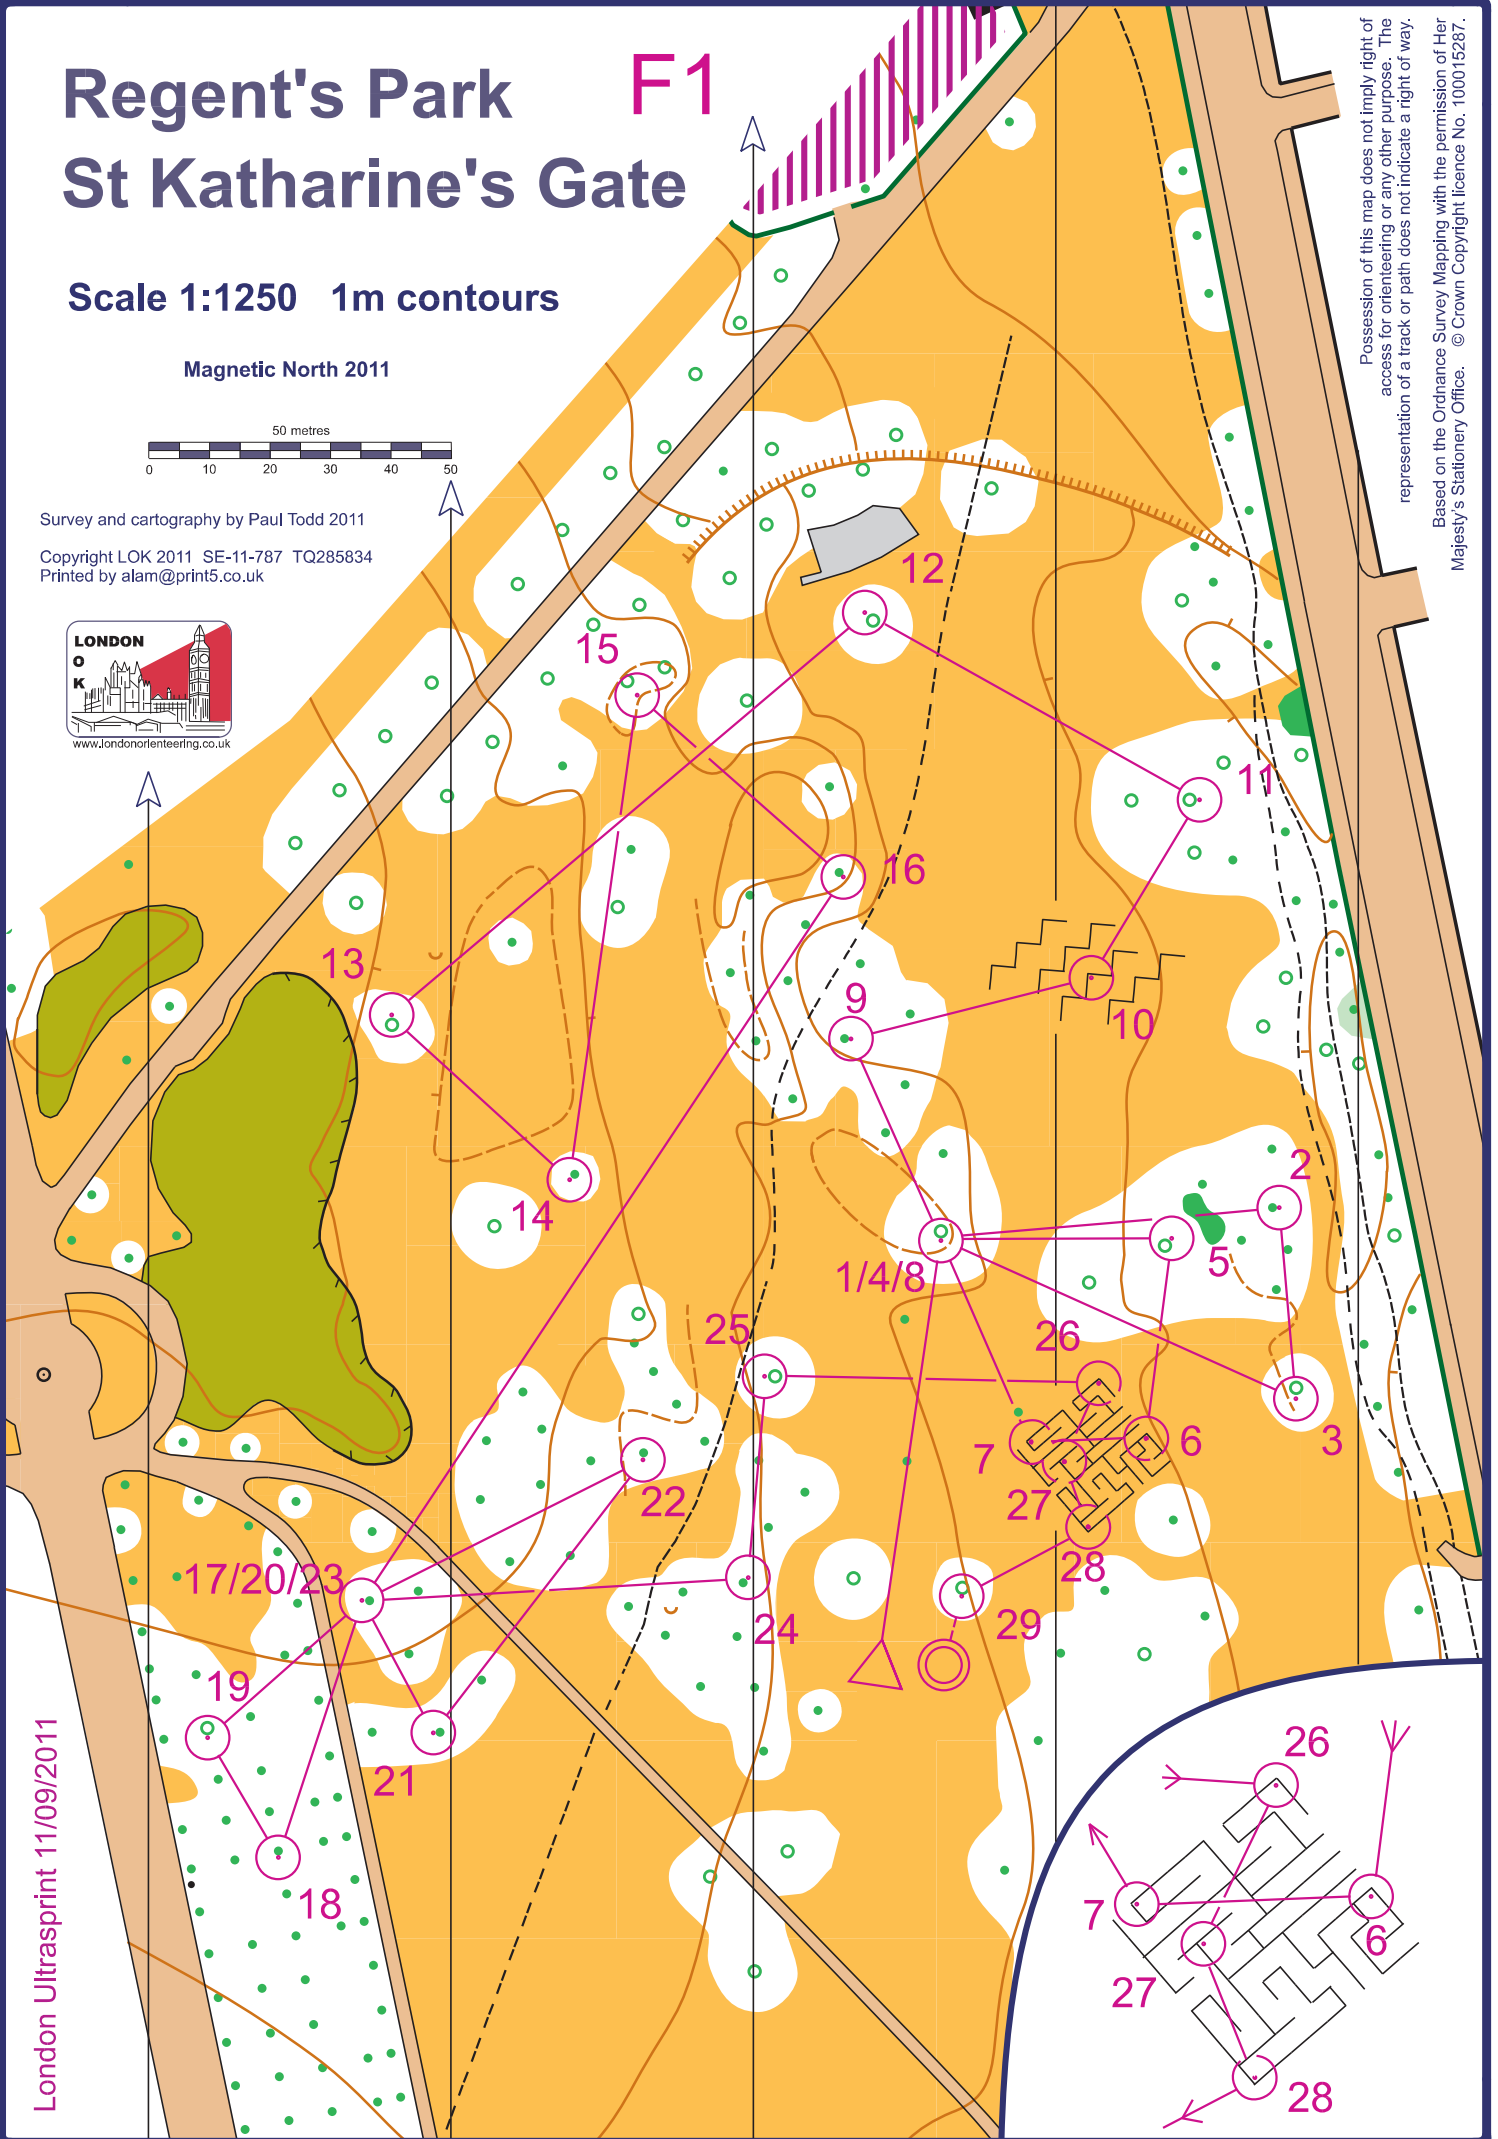 Regent's Park
F1
St Katharine's Gate
Scale 1:1250 1m contours
Magnetic North 2011
50 metres
0 10 20 30 40 50
Survey and cartography by Paul Todd 2011
Copyright LOK 2011 SE-11-787 TQ285834
Printed by alam@print5.co.uk
LONDON
O
K
www.londonorienteering.co.uk
Possession of this map does not imply right of
access for orienteering or any other purpose. The
representation of a track or path does not indicate a right of way.
Based on the Ordnance Survey Mapping with the permission of Her
Majesty's Stationery Office. © Crown Copyright licence No. 100015287.
12
15
11
16
13
9
10
2
14
5
1/4/8
25
26
3
7
6
22
27
28
17/20/23
24
29
19
21
18
London Ultrasprint 11/09/2011
26
7
6
27
28